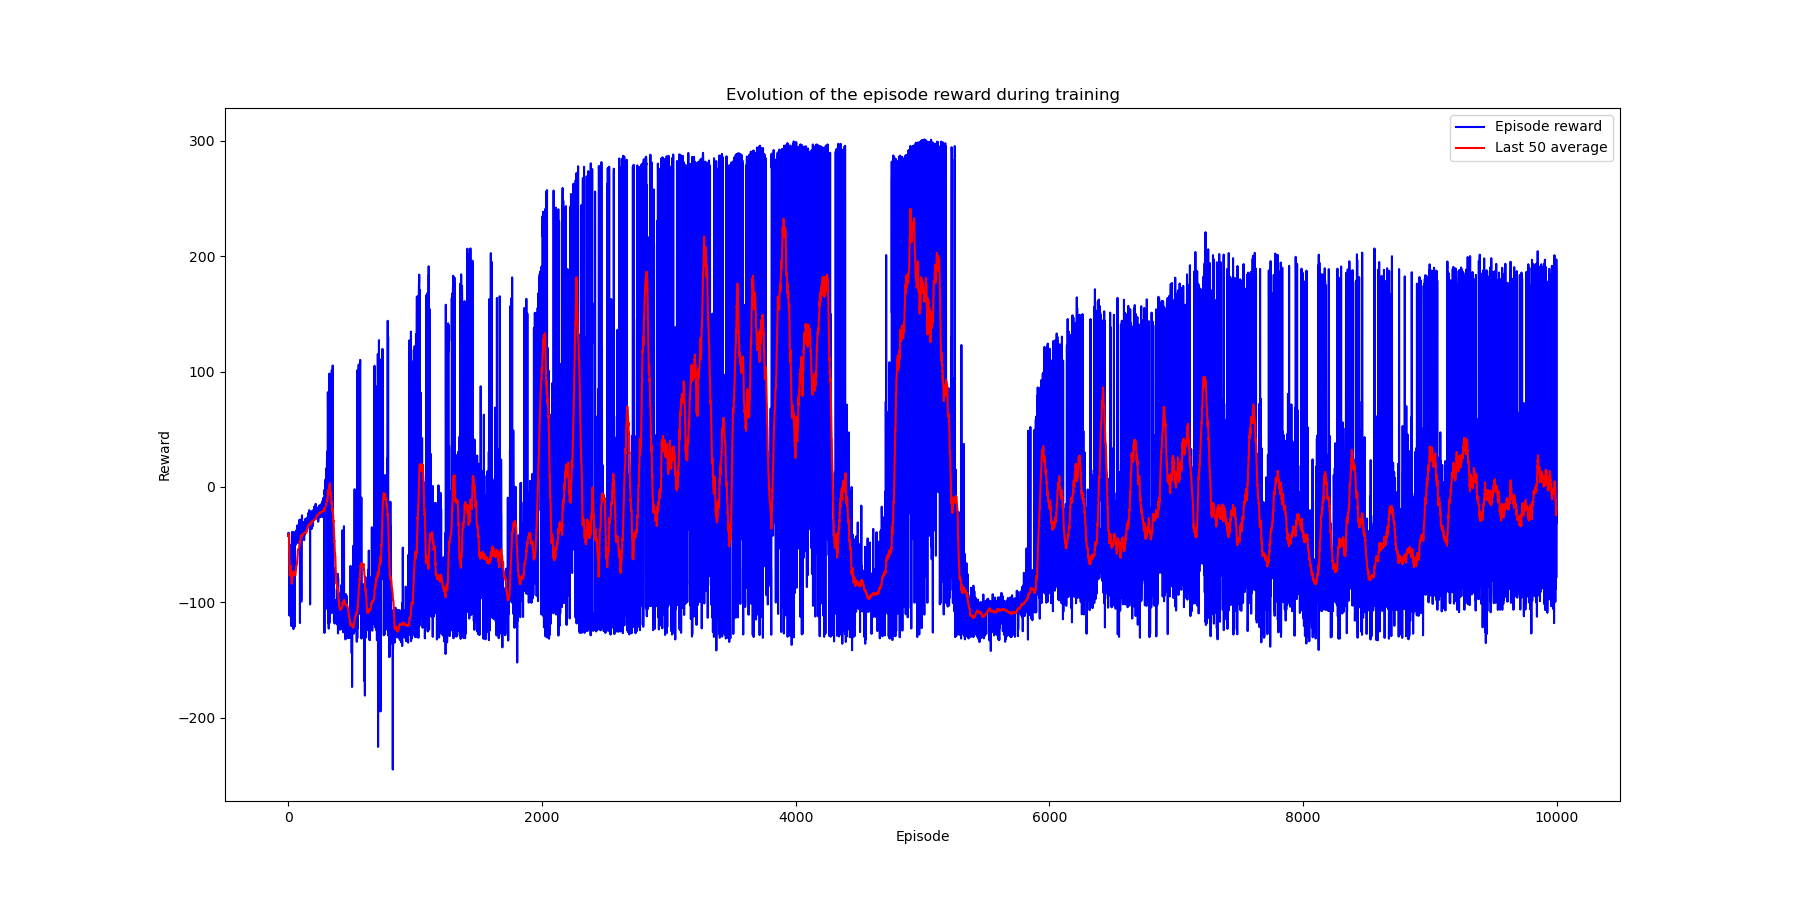 Evolution of the episode reward during training
Episode reward
Last 50 average
300
200
100
0
−100
−200
Reward
0
2000
4000
6000
8000
10000
Episode